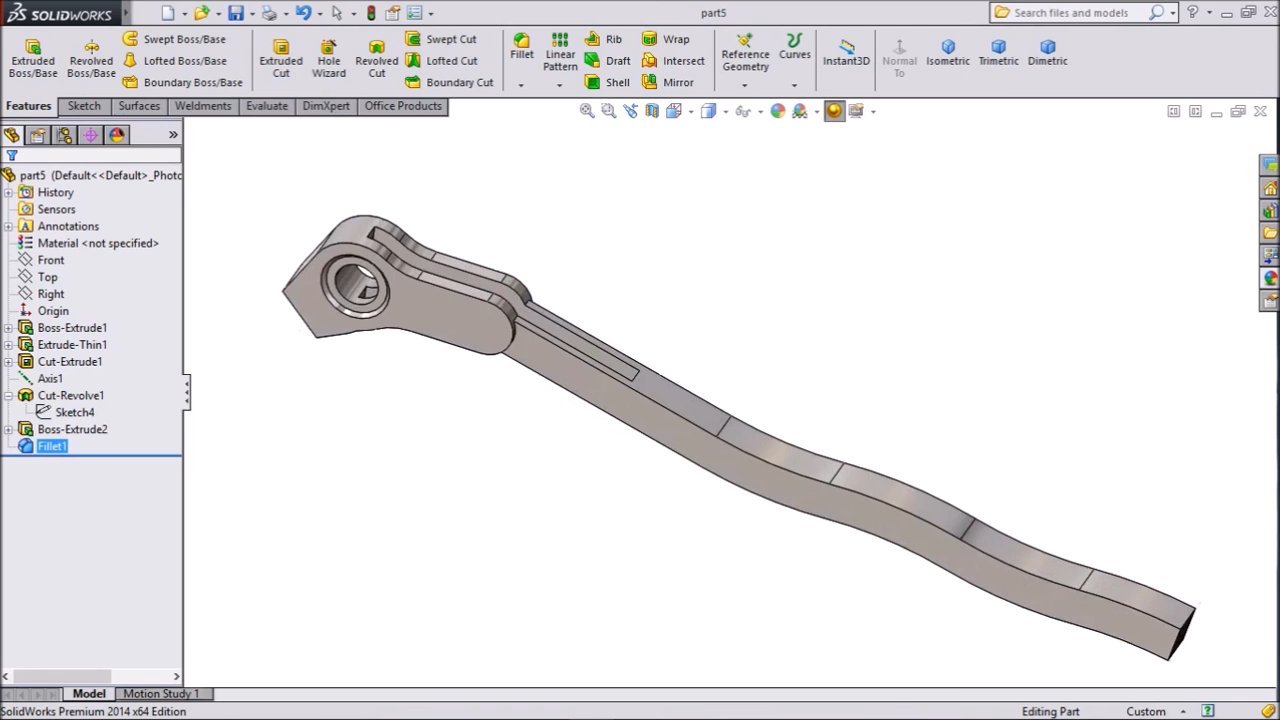 SOLIDWORKS
part5
Search files and models
Extruded Boss/Base
Revolved Boss/Base
Swept Boss/Base
Lofted Boss/Base
Boundary Boss/Base
Extruded Cut
Hole Wizard
Revolved Cut
Swept Cut
Lofted Cut
Boundary Cut
Fillet
Linear Pattern
Rib
Draft
Shell
Wrap
Intersect
Mirror
Reference Geometry
Curves
Instant3D
Normal To
Isometric
Trimetric
Dimetric
Features
Sketch
Surfaces
Weldments
Evaluate
DimXpert
Office Products
part5 (Default<<Default>_Photo
History
Sensors
Annotations
Material <not specified>
Front
Top
Right
Origin
Boss-Extrude1
Extrude-Thin1
Cut-Extrude1
Axis1
Cut-Revolve1
Sketch4
Boss-Extrude2
Fillet1
Model
Motion Study 1
SolidWorks Premium 2014 x64 Edition
Editing Part
Custom